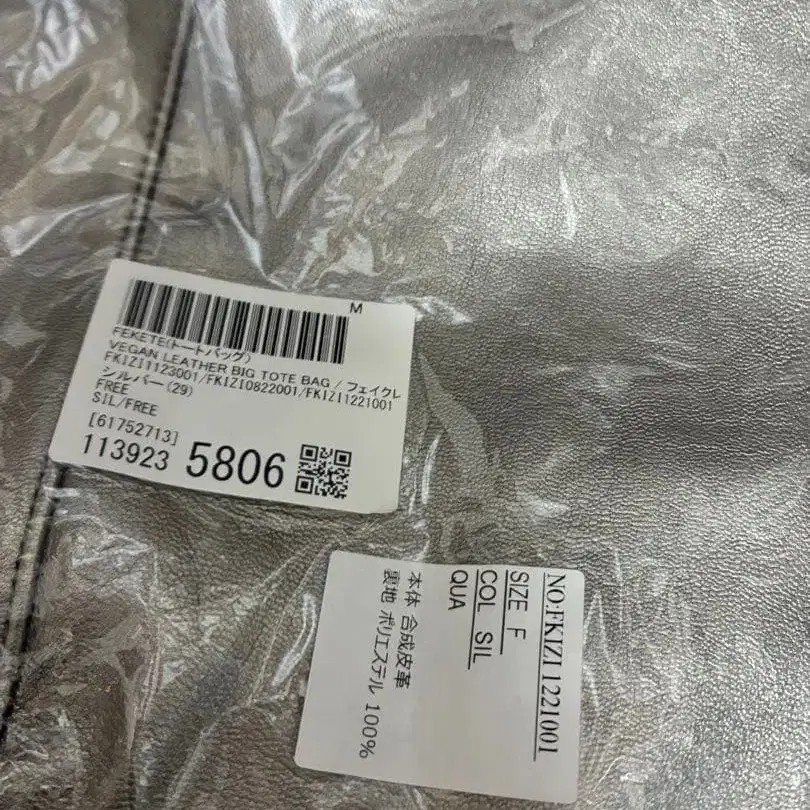 M
FEKETE(トートバッグ)
VEGAN LEATHER BIG TOTE BAG / フェイクレ
FKIZI1123001/FKIZI0822001/FKIZI1221001
シルバー(29)
FREE
SIL/FREE
[61752713]
113923 5806
NO:FKIZI1221001
SIZE F
COL SIL
QUA
本体 合成皮革
裏地 ポリエステル 100%